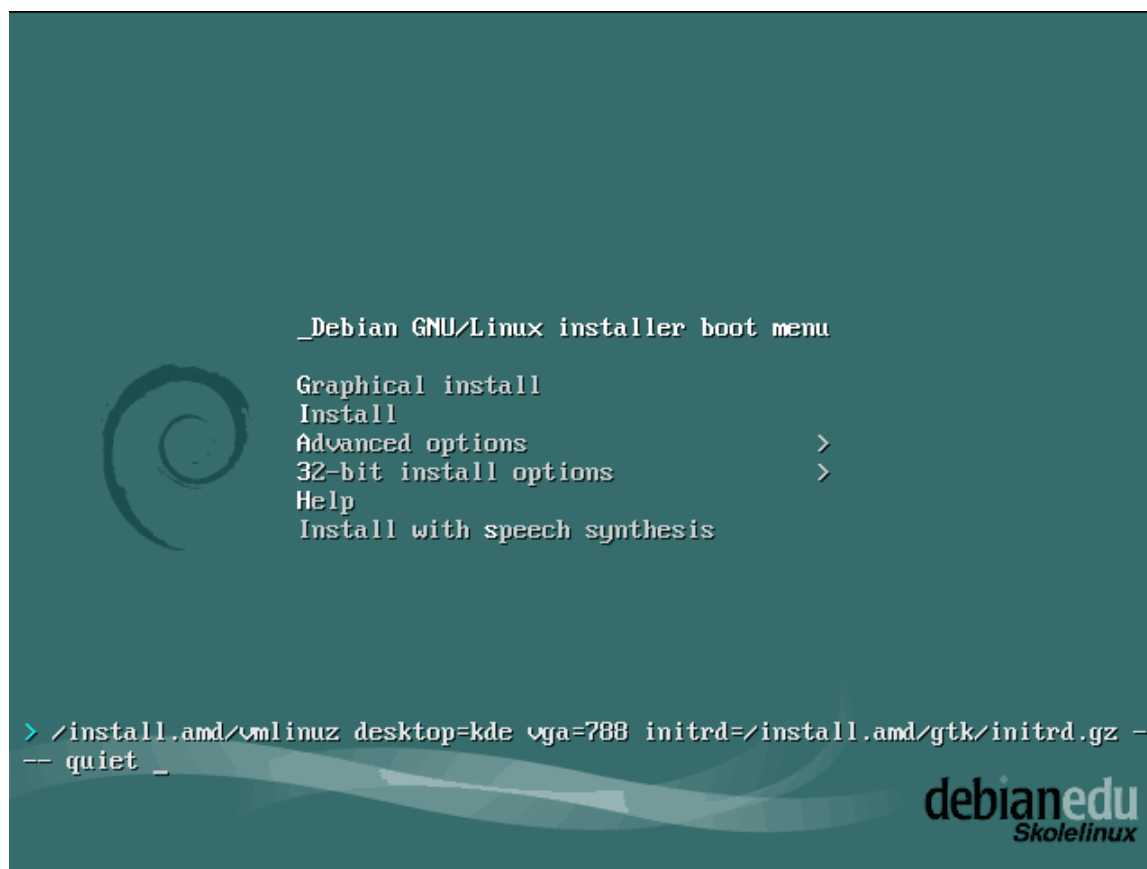 _Debian GNU/Linux installer boot menu
Graphical install
Install
Advanced options >
32-bit install options >
Help
Install with speech synthesis
> /install.amd/vmlinuz desktop=kde vga=788 initrd=/install.amd/gtk/initrd.gz -
-- quiet _
debianedu
Skolelinux